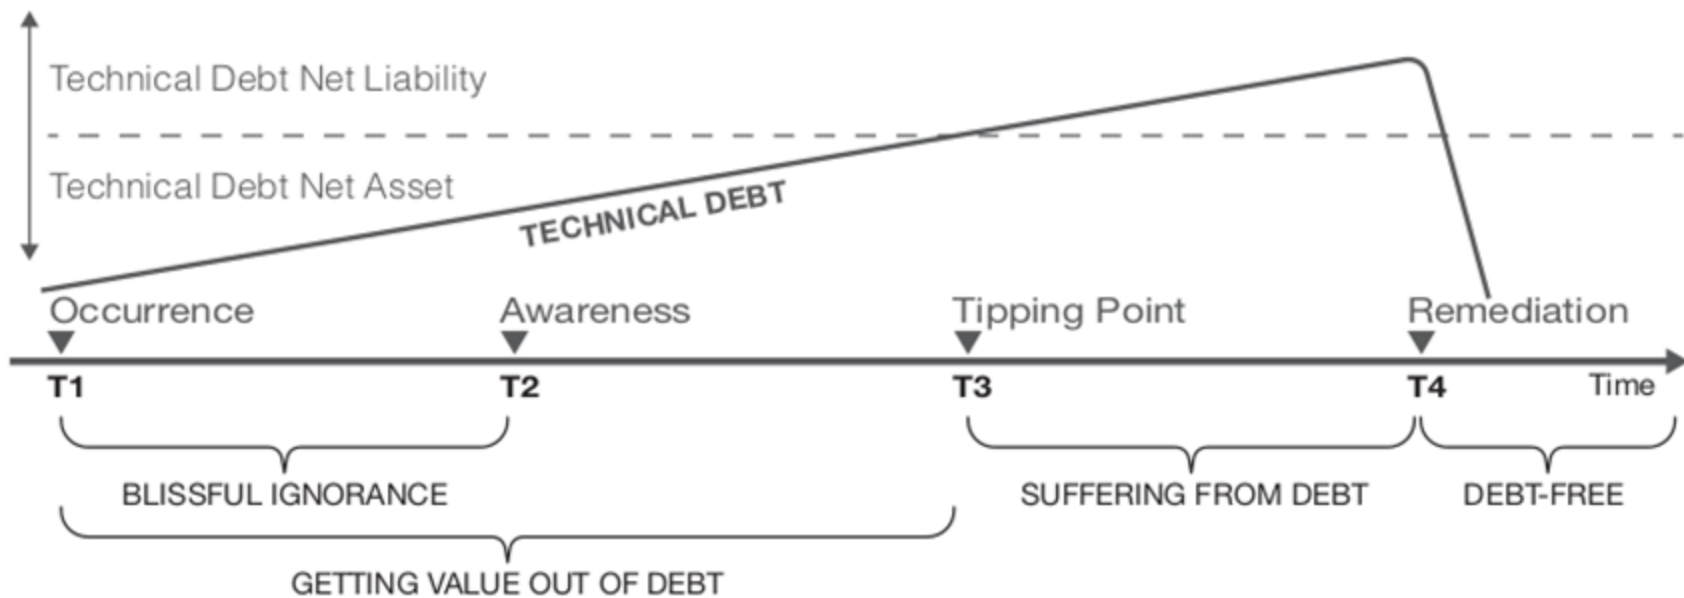 Technical Debt Net Liability
Technical Debt Net Asset
TECHNICAL DEBT
Occurrence
Awareness
Tipping Point
Remediation
T1
T2
T3
T4
Time
BLISSFUL IGNORANCE
SUFFERING FROM DEBT
DEBT-FREE
GETTING VALUE OUT OF DEBT